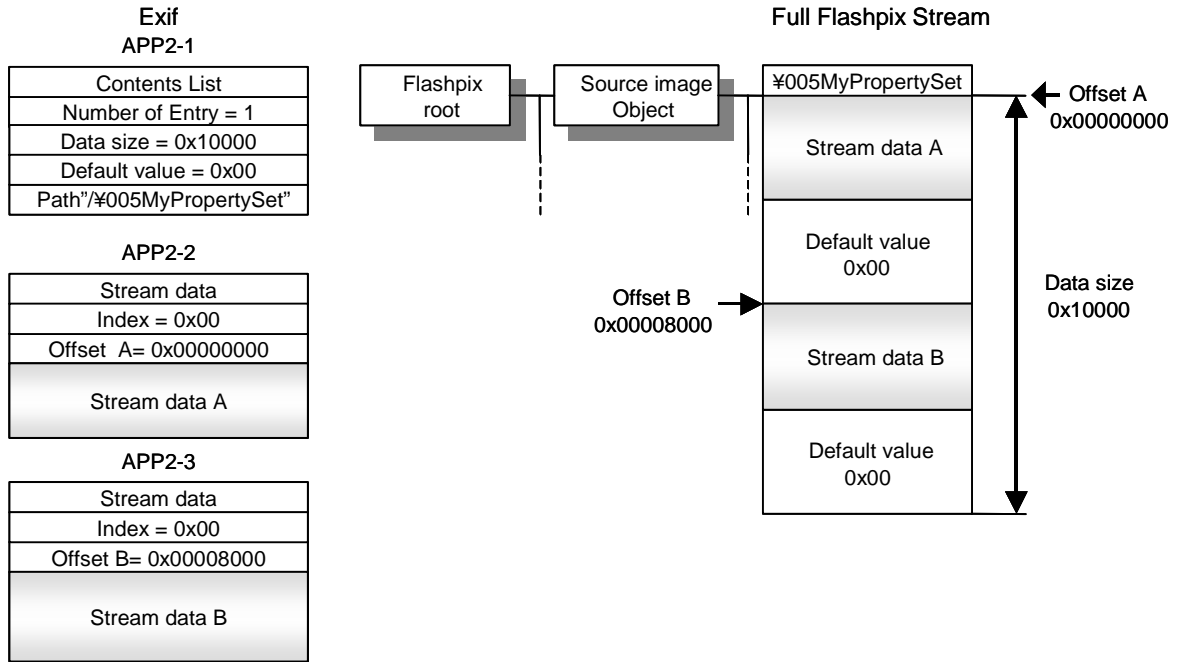 Exif
APP2-1
Contents List
Number of Entry = 1
Data size = 0x10000
Default value = 0x00
Path”/¥005MyPropertySet”
APP2-2
Stream data
Index = 0x00
Offset A= 0x00000000
Stream data A
APP2-3
Stream data
Index = 0x00
Offset B= 0x00008000
Stream data B
Full Flashpix Stream
Flashpix
root
Source image
Object
¥005MyPropertySet
Offset A
0x00000000
Stream data A
Default value
0x00
Offset B
0x00008000
Data size
0x10000
Stream data B
Default value
0x00